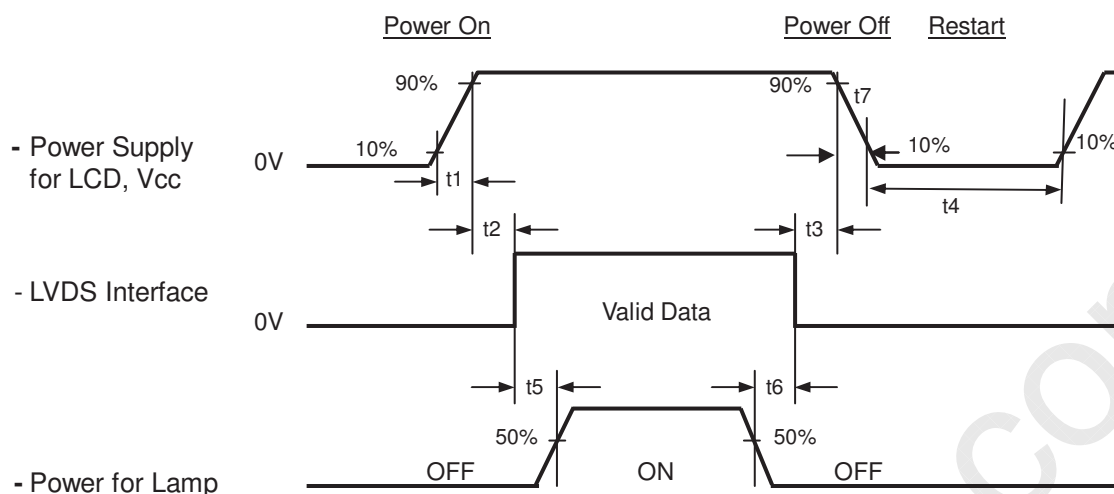 Power On
Power Off
Restart
90%
90%
t7
- Power Supply
for LCD, Vcc
0V
10%
10%
10%
t1
t4
t2
t3
- LVDS Interface
0V
Valid Data
t5
t6
50%
50%
- Power for Lamp
OFF
ON
OFF
con